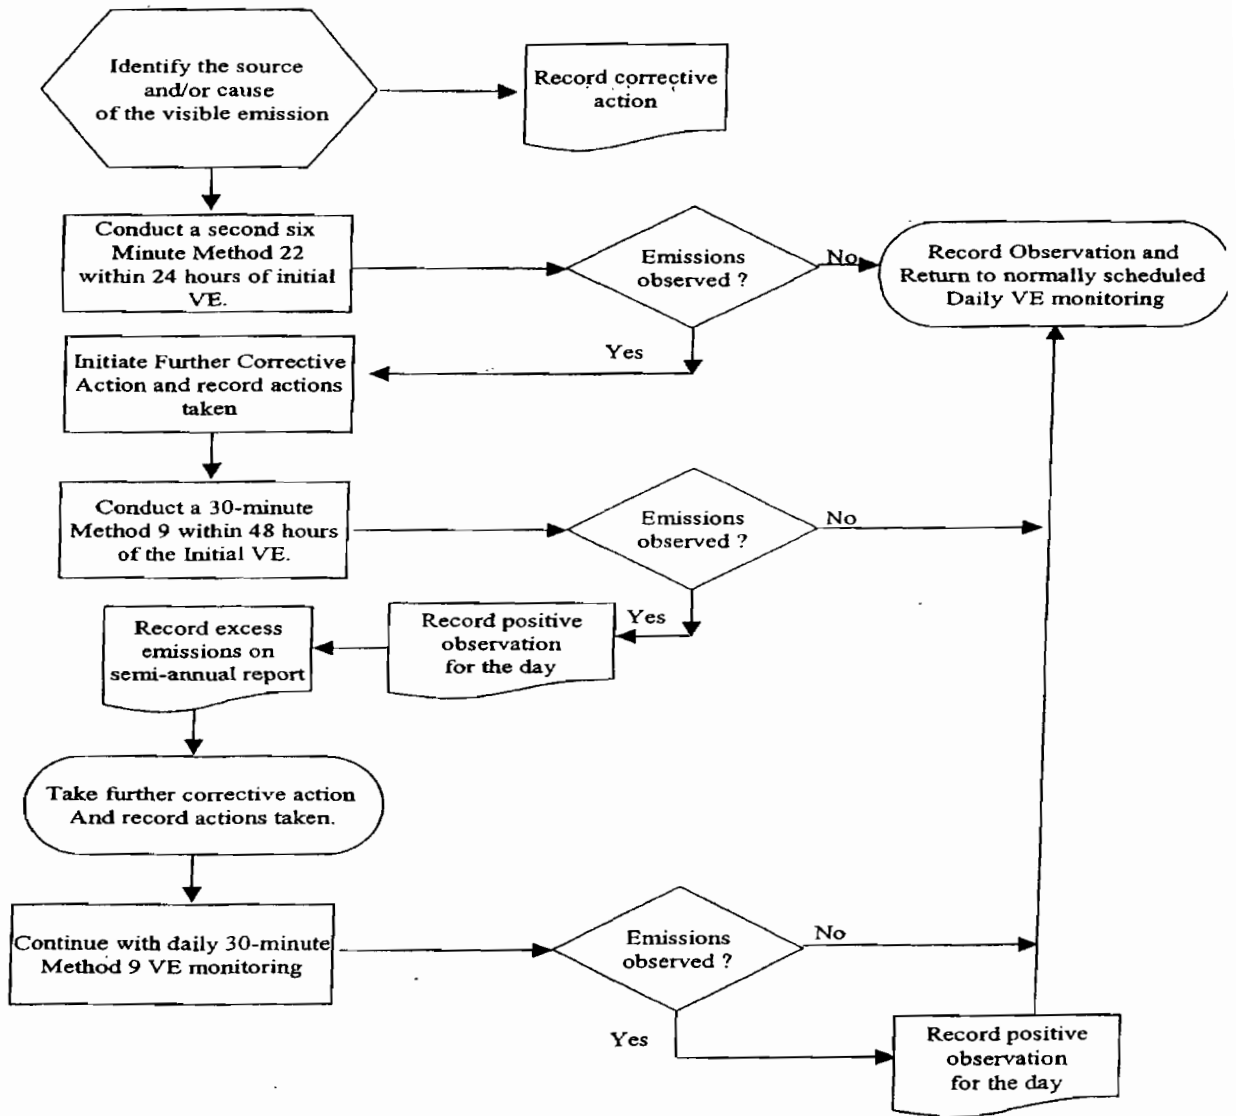 Identify the source
and/or cause
of the visible emission
Record corrective
action
Conduct a second six
Minute Method 22
within 24 hours of initial
VE.
Emissions
observed ?
No
Record Observation and
Return to normally scheduled
Daily VE monitoring
Yes
Initiate Further Corrective
Action and record actions
taken
Conduct a 30-minute
Method 9 within 48 hours
of the Initial VE.
Emissions
observed ?
No
Yes
Record positive
observation
for the day
Record excess
emissions on
semi-annual report
Take further corrective action
And record actions taken.
Continue with daily 30-minute
Method 9 VE monitoring
Emissions
observed ?
No
Yes
Record positive
observation
for the day